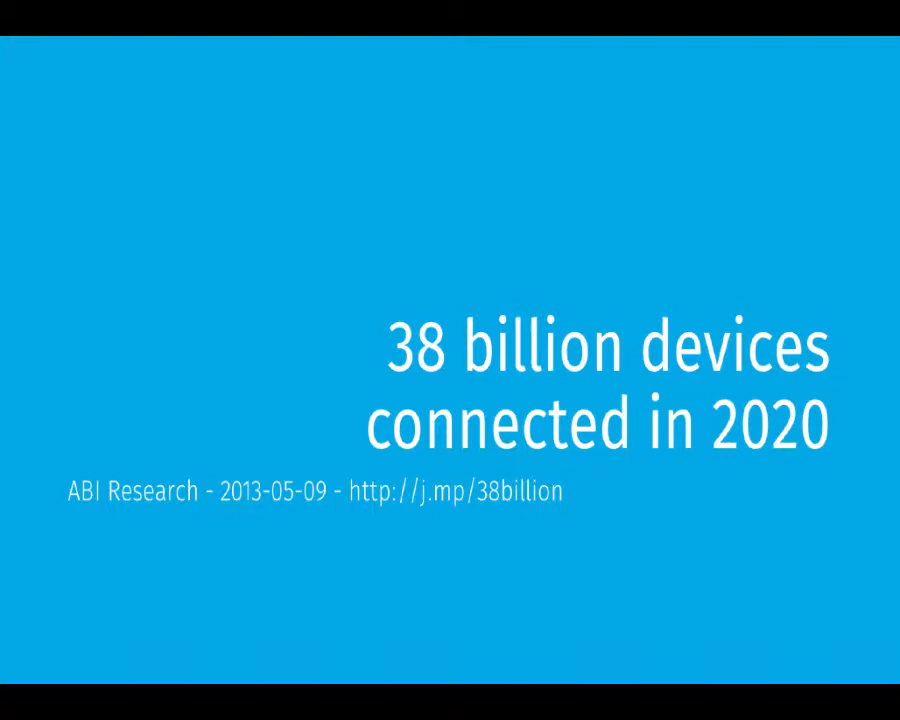 38 billion devices
connected in 2020
ABI Research - 2013-05-09 - http://j.mp/38billion